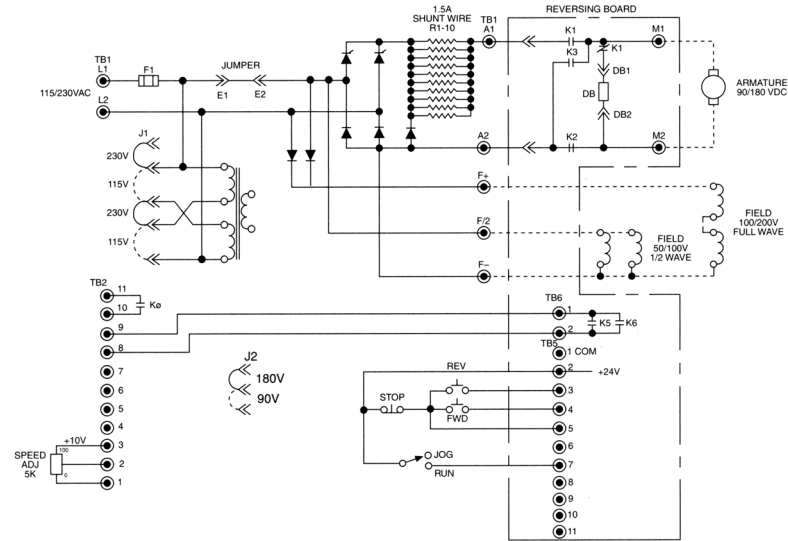 REVERSING BOARD
1.5A
SHUNT WIRE
R1-10
TB1
A1
K1
M1
K3
K1
TB1
L1
F1
JUMPER
E1
E2
DB1
DB
DB2
ARMATURE
90/180 VDC
115/230VAC
L2
J1
230V
115V
230V
115V
A2
K2
M2
F+
F/2
F–
FIELD
50/100V
1/2 WAVE
FIELD
100/200V
FULL WAVE
TB2
11
10
Kø
9
8
7
6
5
4
3
2
1
+10V
100
0
SPEED
ADJ
5K
J2
180V
90V
TB6
1
2
K5
K6
TB5
1 COM
2
+24V
3
4
5
6
7
8
9
10
11
REV
STOP
FWD
JOG
RUN